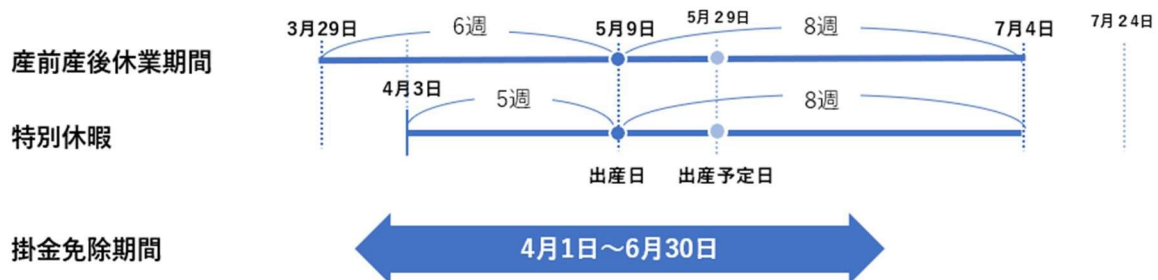 3月29日 6週 5月9日 5月29日 8週 7月4日 7月24日
産前産後休業期間
4月3日 5週 8週
特別休暇
出産日 出産予定日
掛金免除期間 4月1日～6月30日